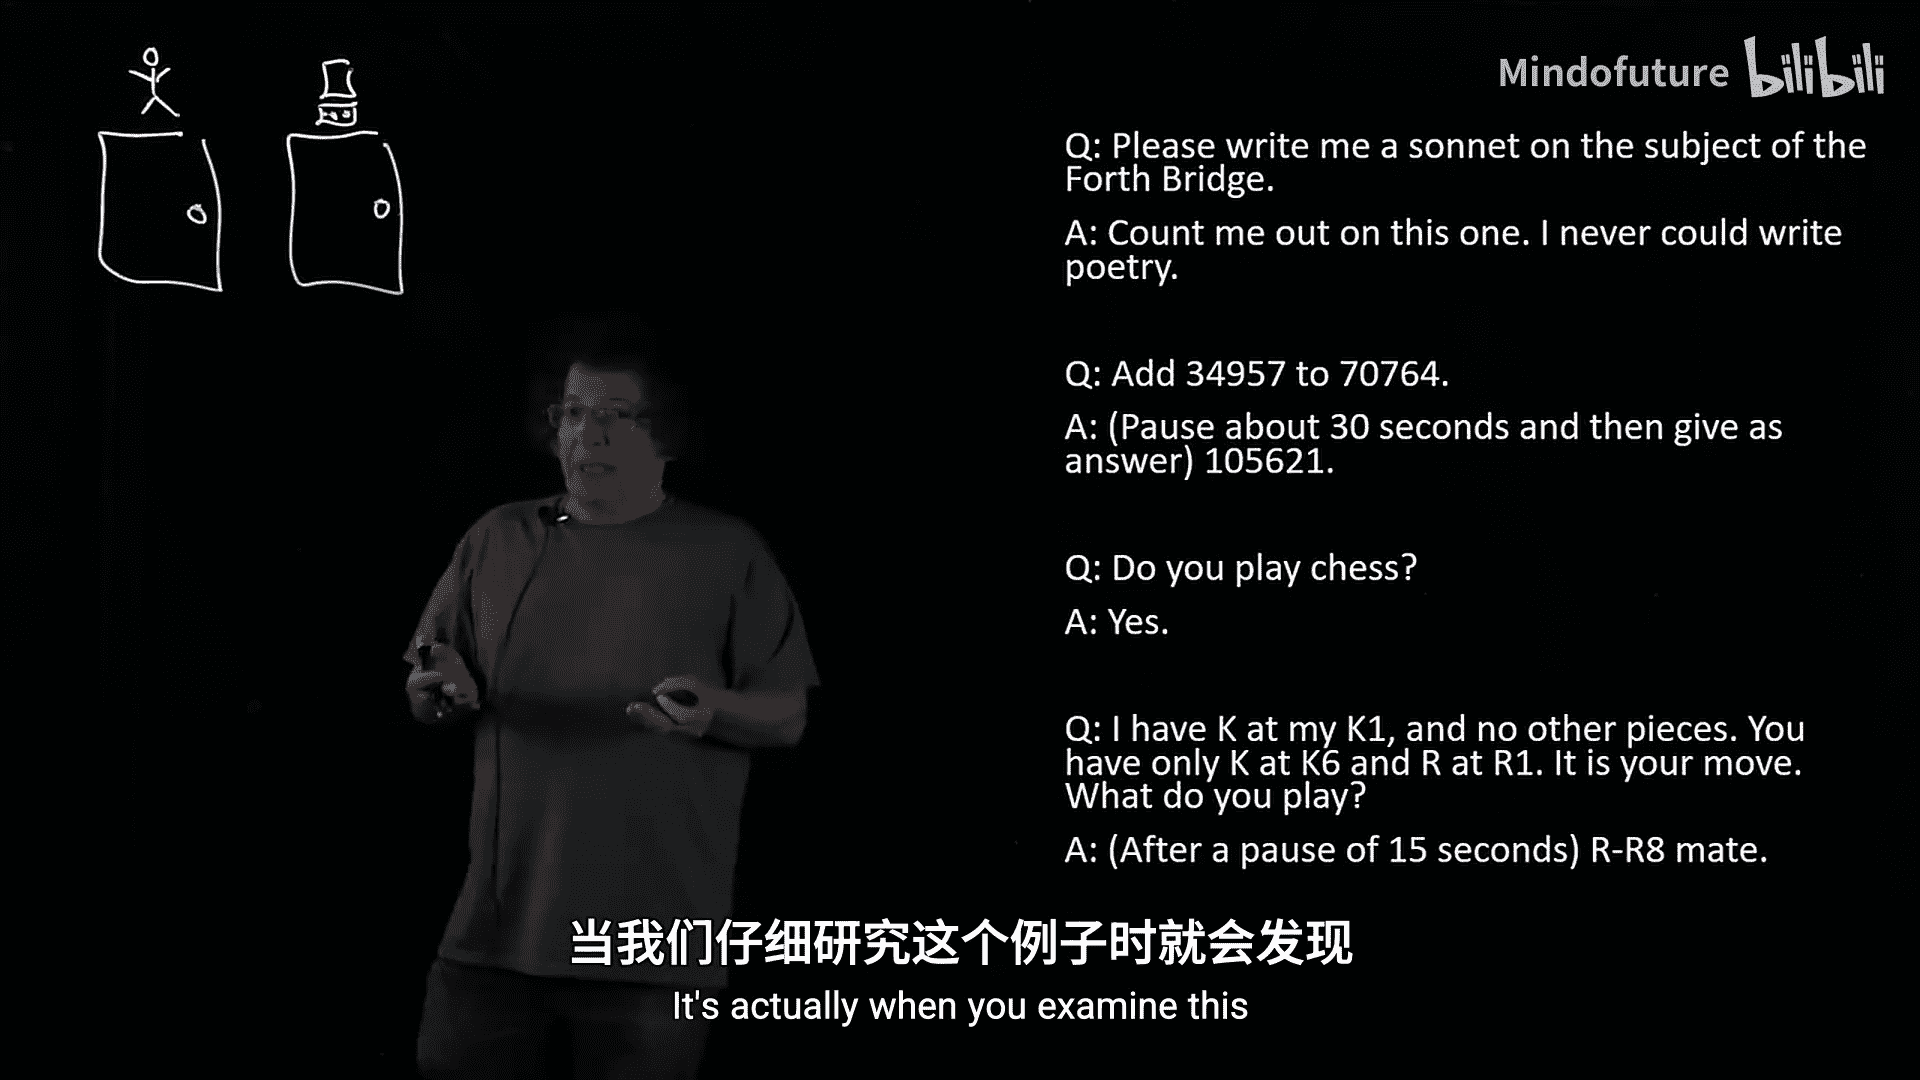 Mindofuture bilibili
Q: Please write me a sonnet on the subject of the
Forth Bridge.
A: Count me out on this one. I never could write
poetry.
Q: Add 34957 to 70764.
A: (Pause about 30 seconds and then give as
answer) 105621.
Q: Do you play chess?
A: Yes.
Q: I have K at my K1, and no other pieces. You
have only K at K6 and R at R1. It is your move.
What do you play?
A: (After a pause of 15 seconds) R-R8 mate.
当我们仔细研究这个例子时就会发现
It's actually when you examine this